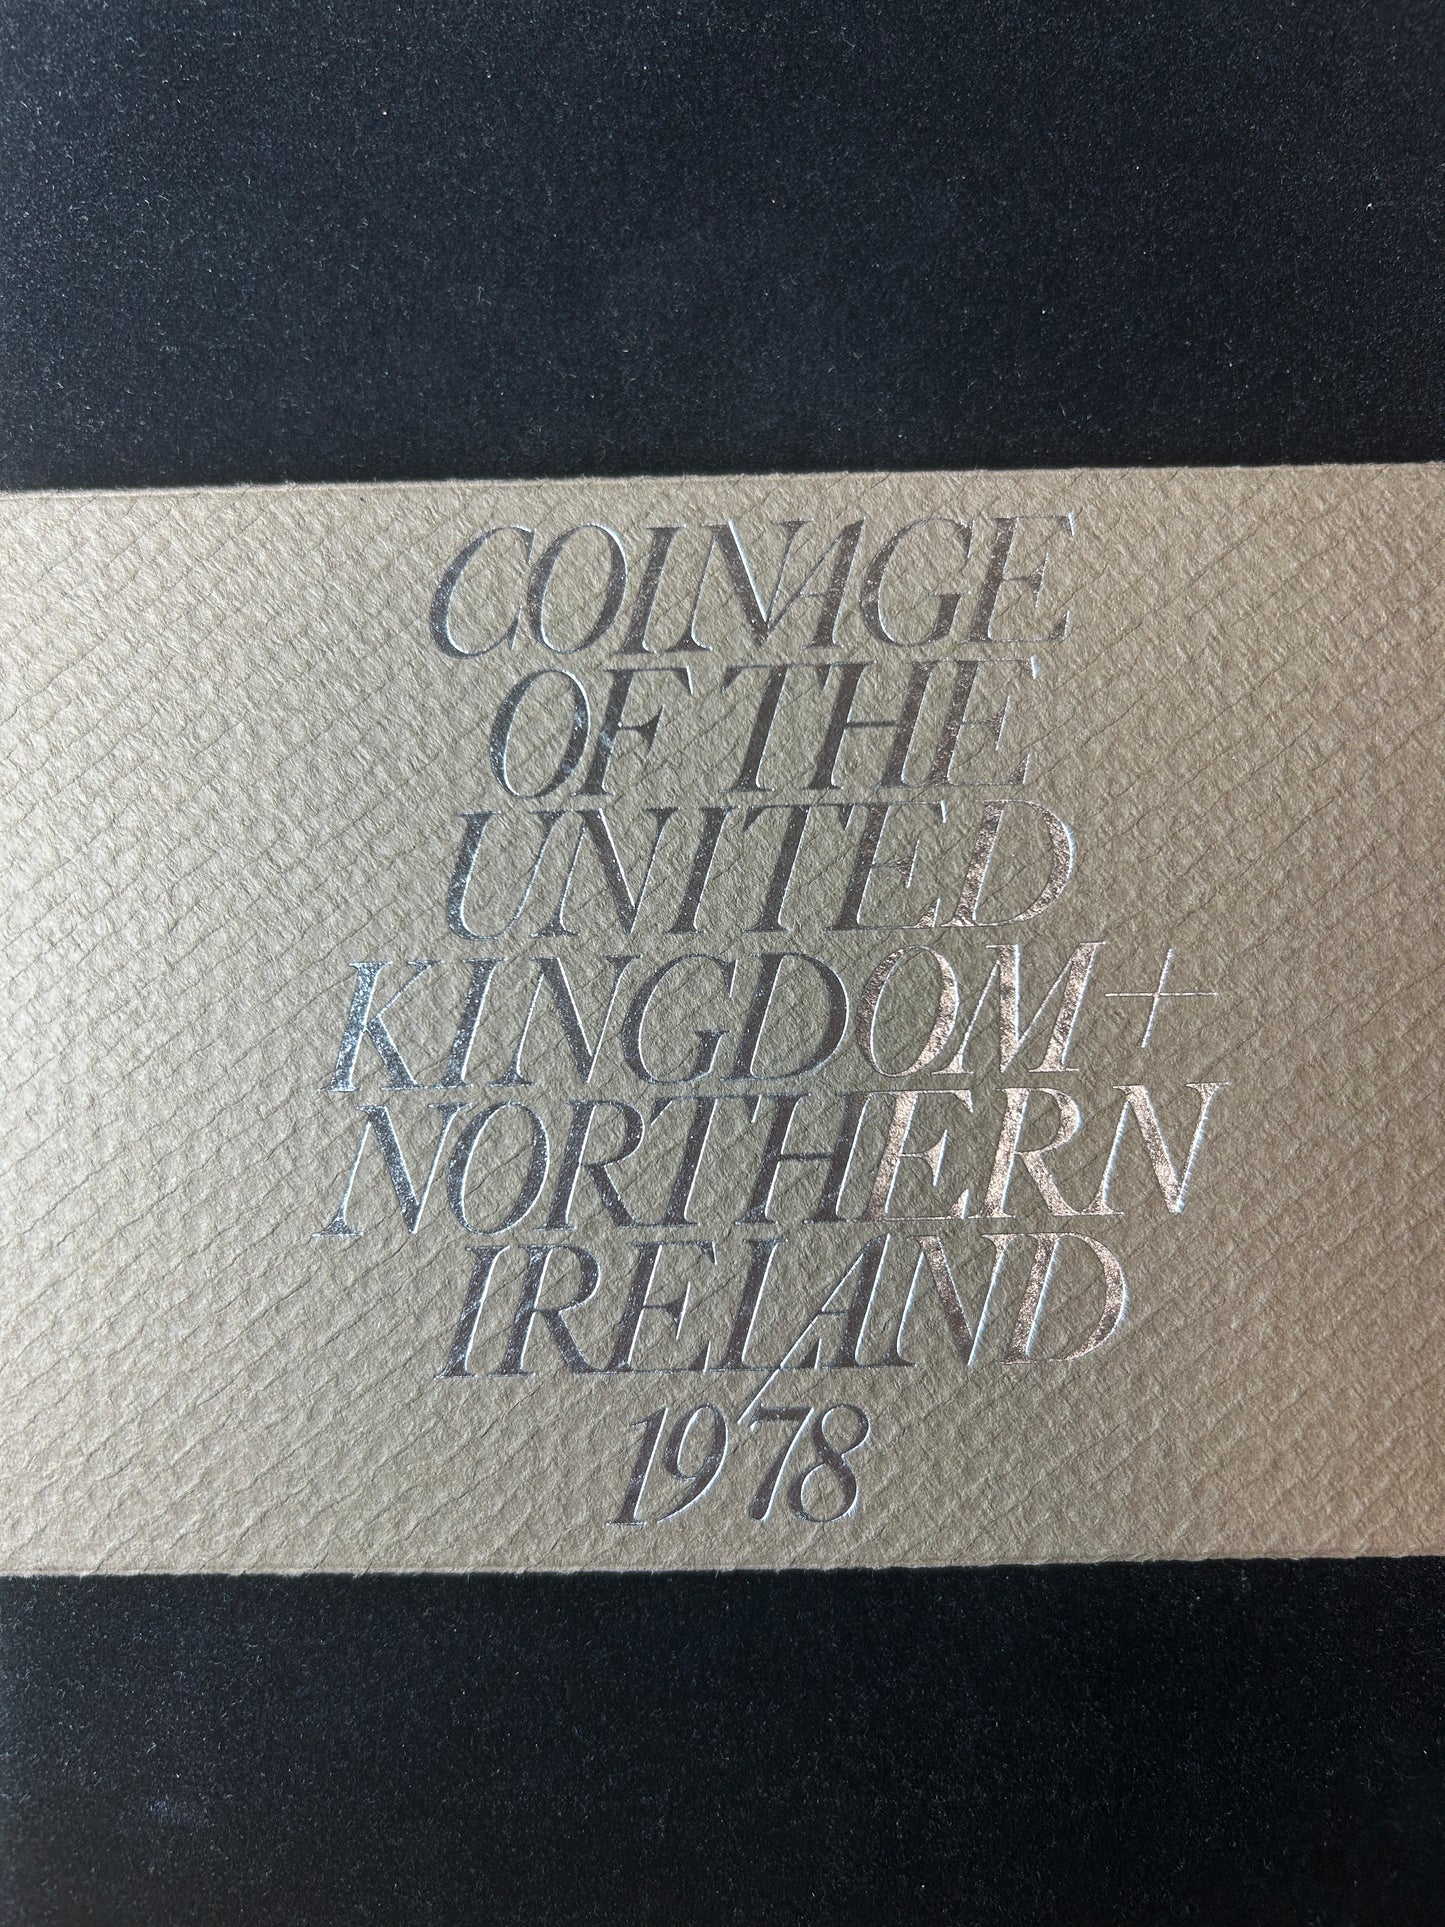 COINAGE
OF THE
UNITED
KINGDOM +
NORTHERN
IRELAND
1978